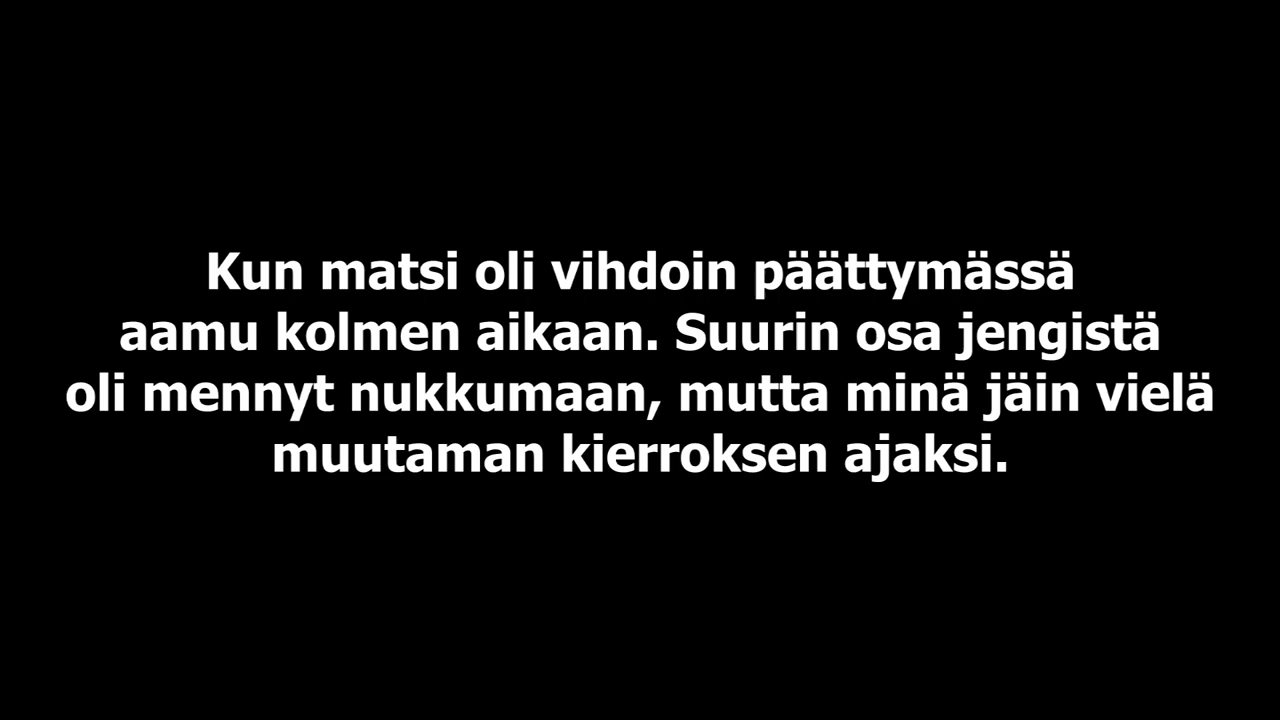 Kun matsi oli vihdoin päättymässä
aamu kolmen aikaan. Suurin osa jengistä
oli mennyt nukkumaan, mutta minä jäin vielä
muutaman kierroksen ajaksi.